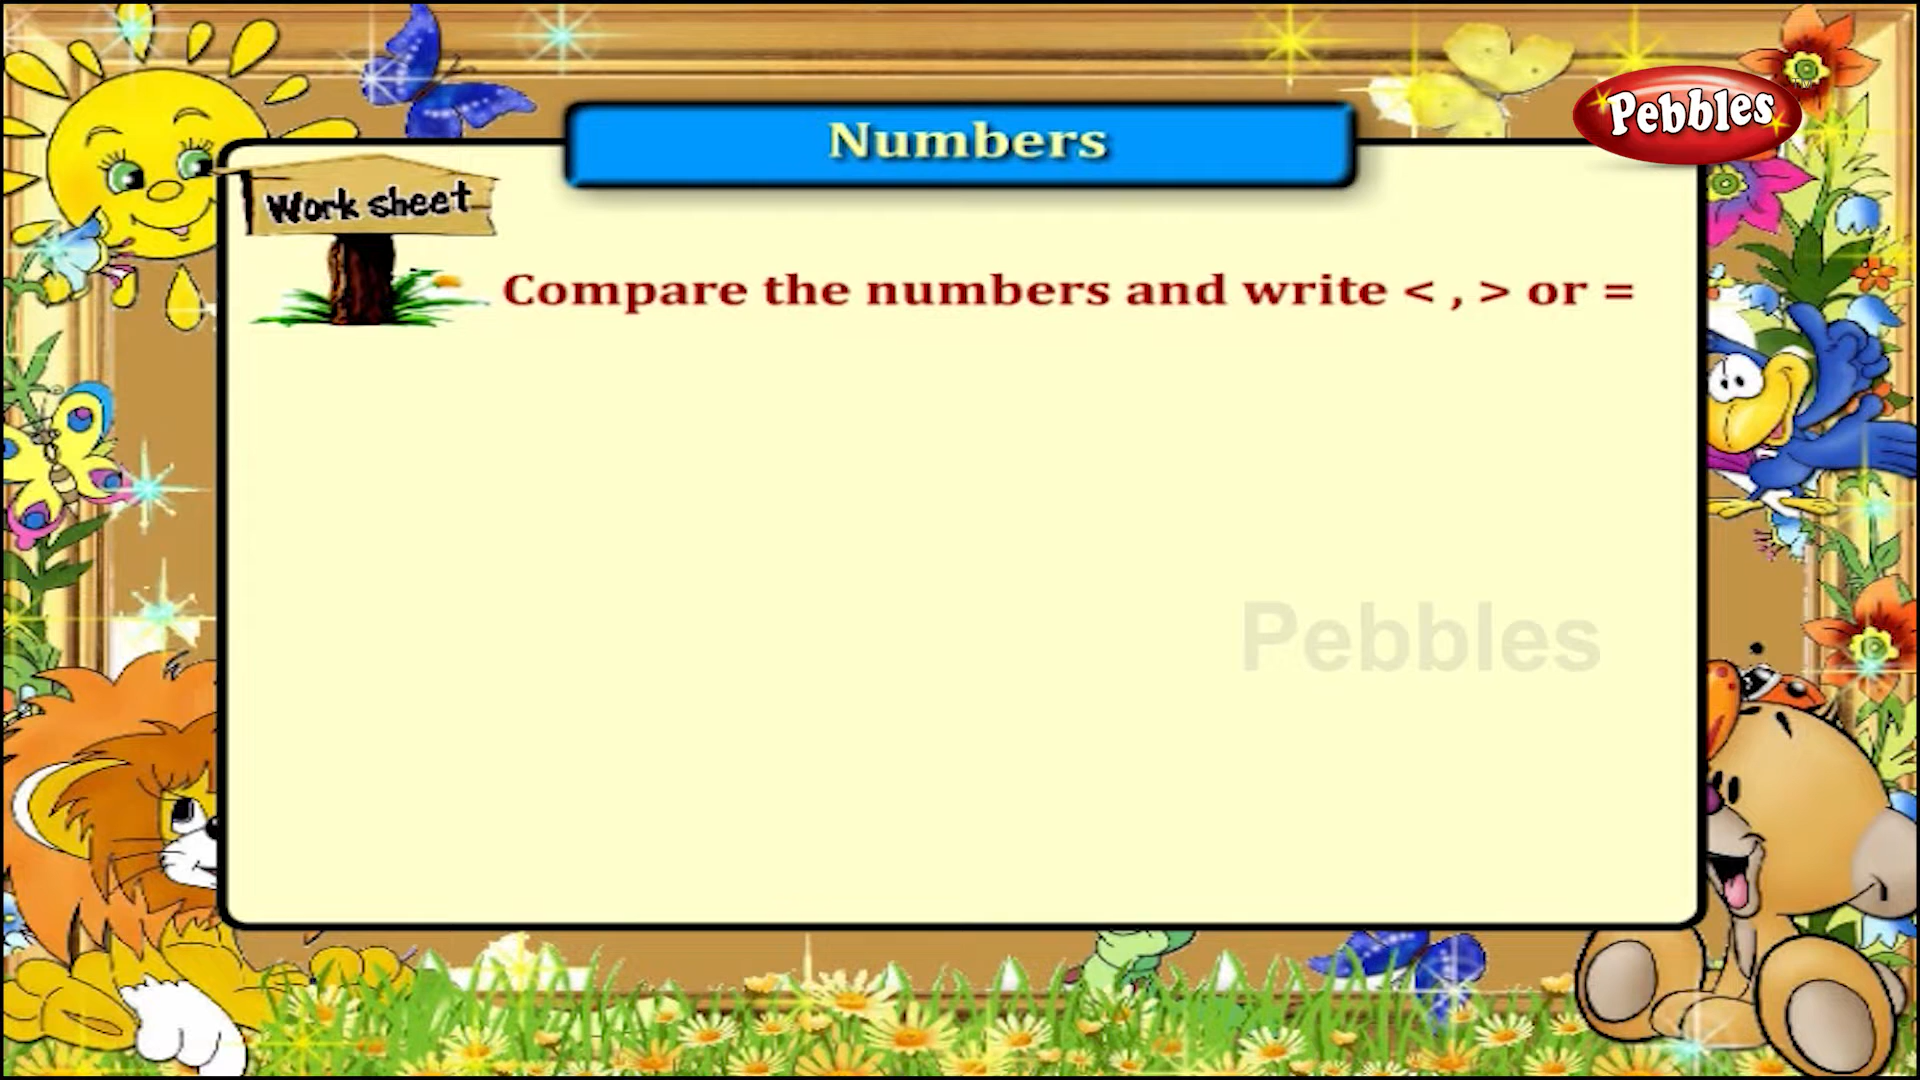 Numbers
Pebbles
Work sheet
Compare the numbers and write < , > or =
Pebbles